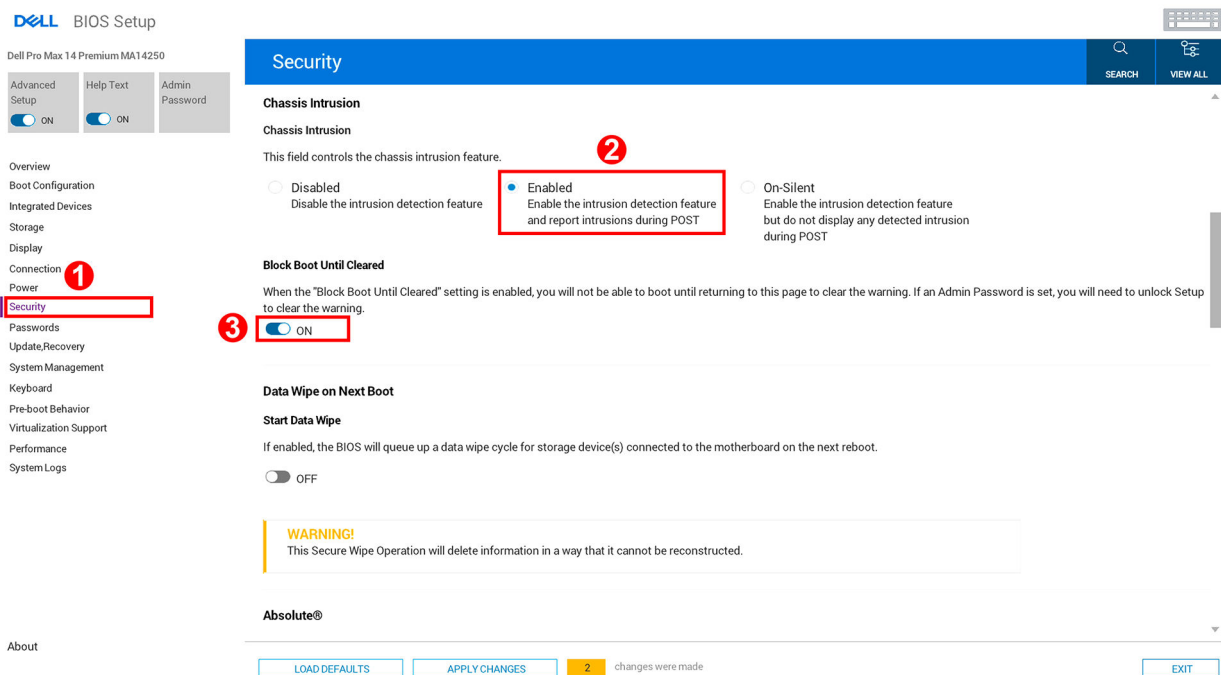 DELL BIOS Setup
Dell Pro Max 14 Premium MA14250
Advanced Setup
ON
Help Text
ON
Admin Password
Overview
Boot Configuration
Integrated Devices
Storage
Display
Connection
1
Power
Security
Passwords
Update,Recovery
System Management
Keyboard
Pre-boot Behavior
Virtualization Support
Performance
System Logs
About
Security
SEARCH
VIEW ALL
Chassis Intrusion
Chassis Intrusion
This field controls the chassis intrusion feature.
2
Disabled
Disable the intrusion detection feature
Enabled
Enable the intrusion detection feature
and report intrusions during POST
On-Silent
Enable the intrusion detection feature
but do not display any detected intrusion
during POST
Block Boot Until Cleared
When the "Block Boot Until Cleared" setting is enabled, you will not be able to boot until returning to this page to clear the warning. If an Admin Password is set, you will need to unlock Setup
to clear the warning.
3
ON
Data Wipe on Next Boot
Start Data Wipe
If enabled, the BIOS will queue up a data wipe cycle for storage device(s) connected to the motherboard on the next reboot.
OFF
WARNING!
This Secure Wipe Operation will delete information in a way that it cannot be reconstructed.
Absolute®
LOAD DEFAULTS
APPLY CHANGES
2 changes were made
EXIT